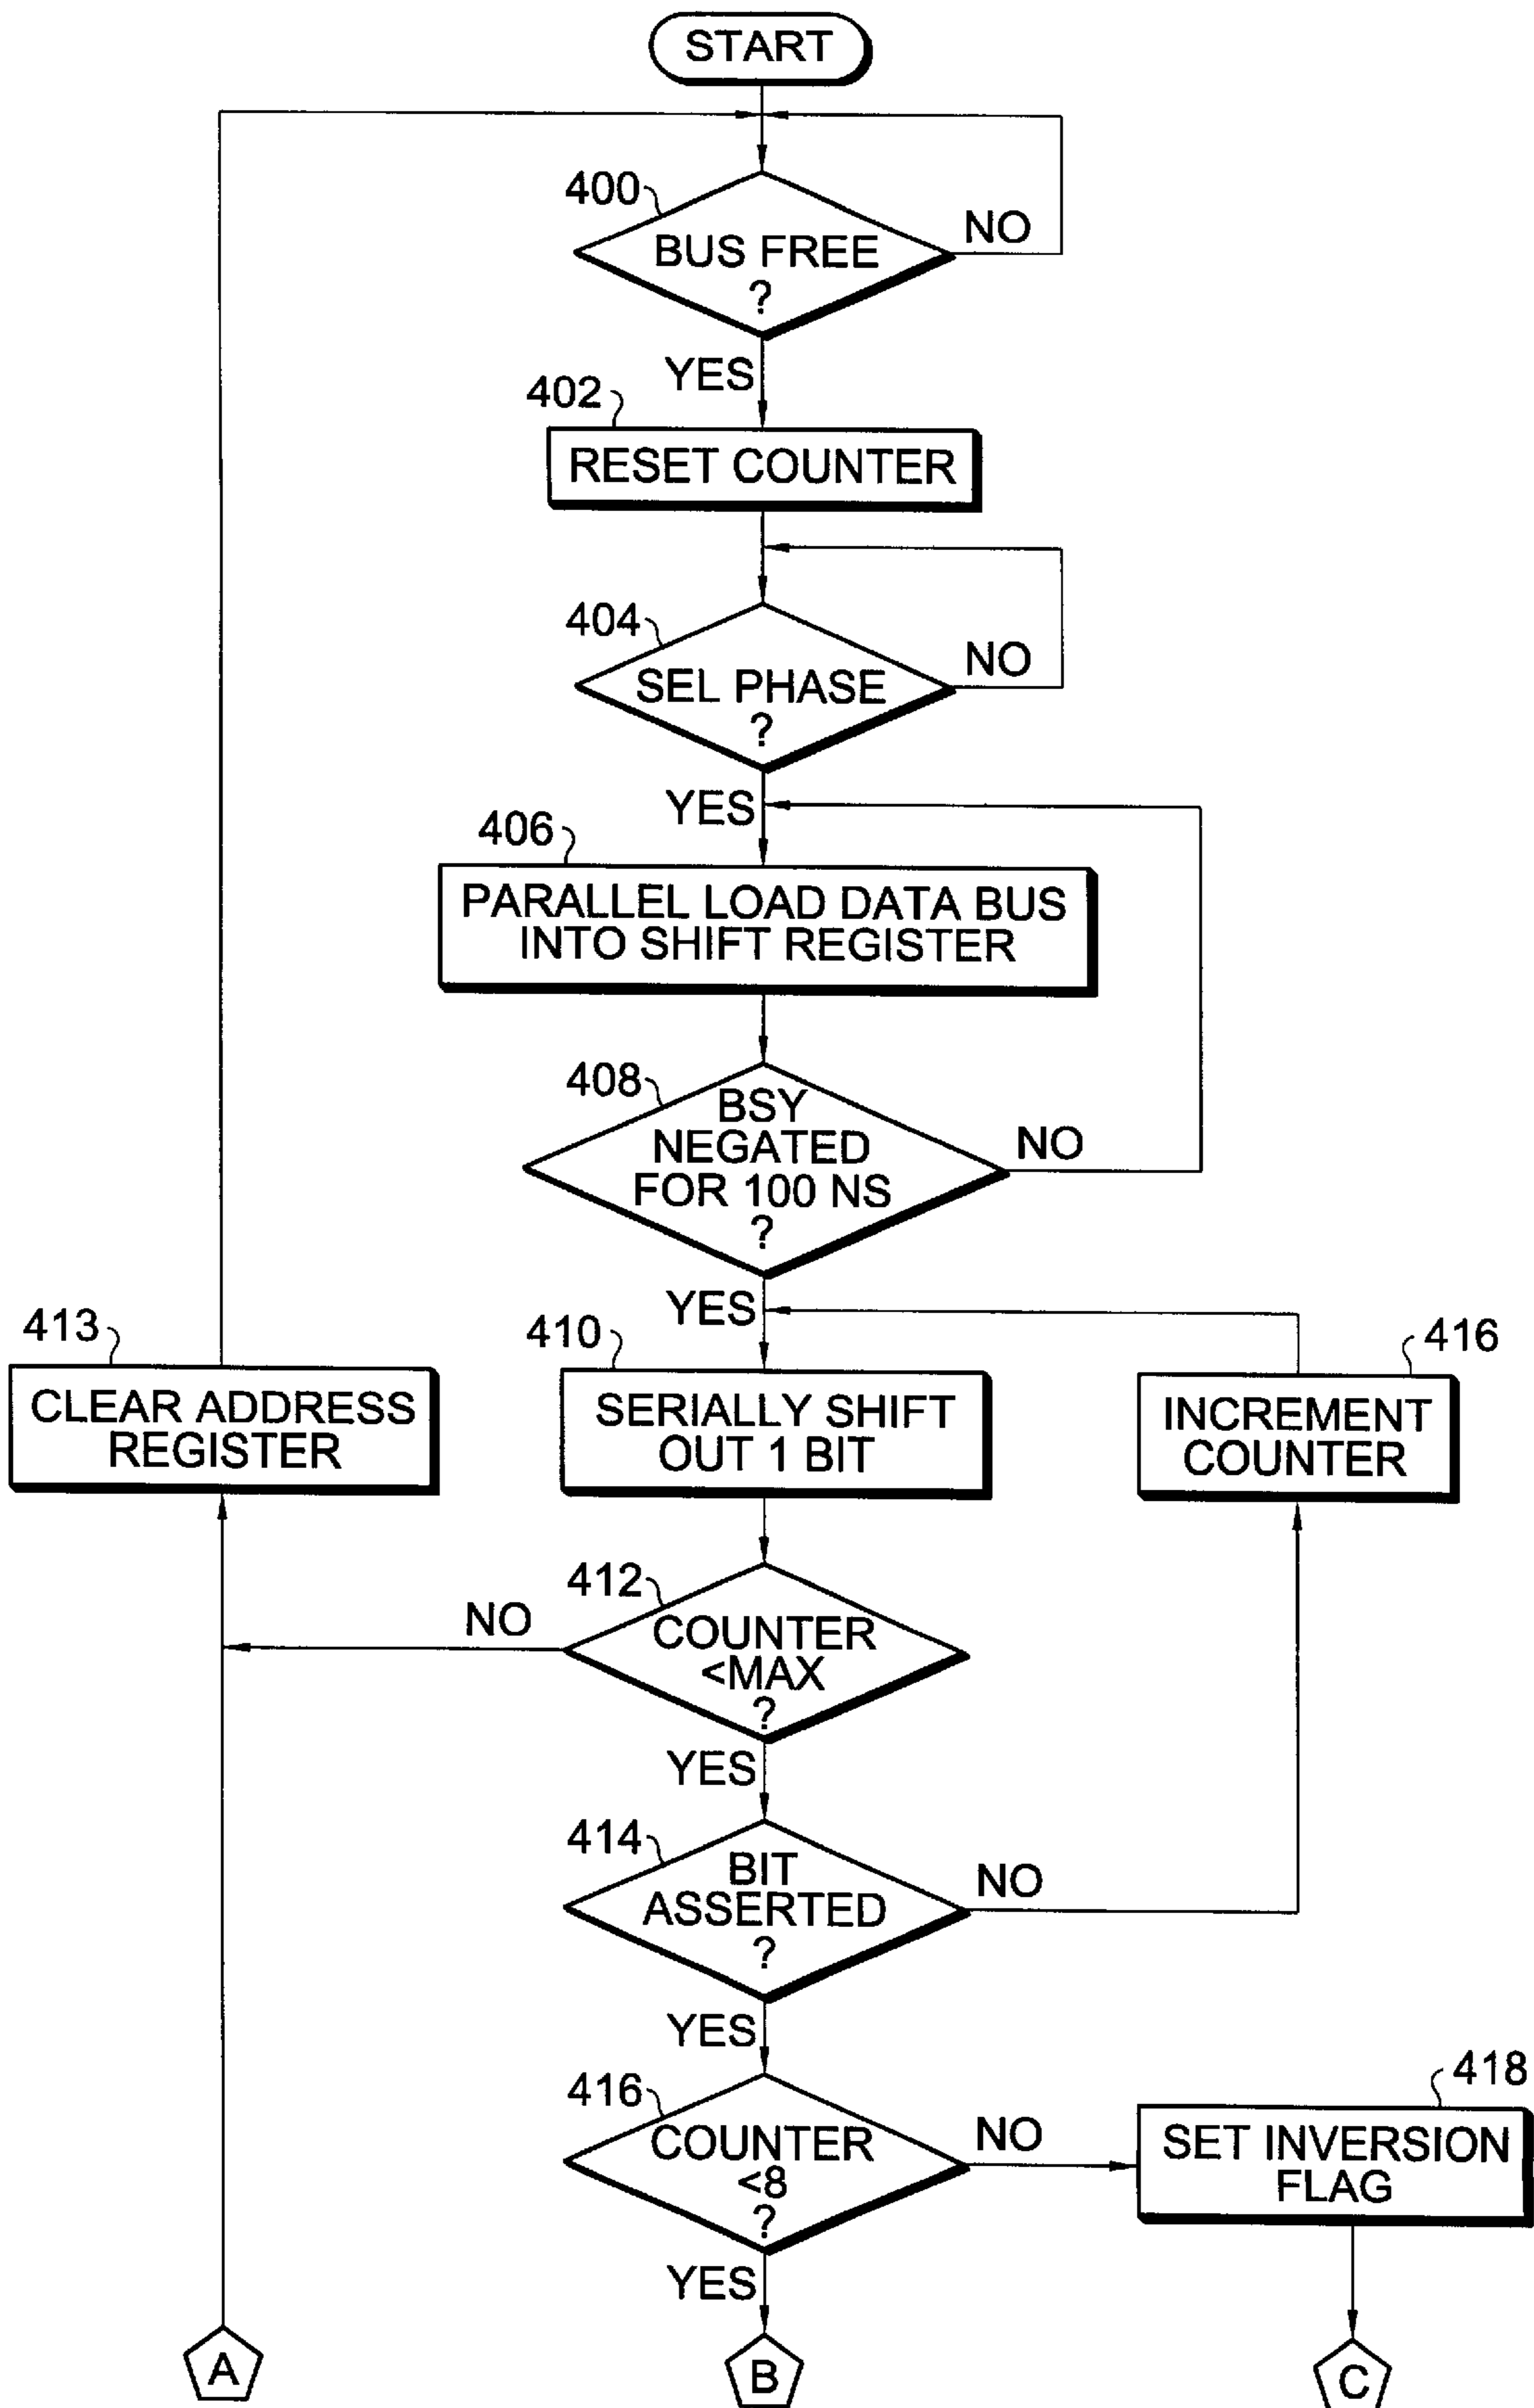 START
400
BUS FREE
?
NO
YES
402
RESET COUNTER
404
SEL PHASE
?
NO
YES
406
PARALLEL LOAD DATA BUS
INTO SHIFT REGISTER
408
BSY
NEGATED
FOR 100 NS
?
NO
YES
413
CLEAR ADDRESS
REGISTER
410
SERIALLY SHIFT
OUT 1 BIT
416
INCREMENT
COUNTER
412
COUNTER
<MAX
?
NO
YES
414
BIT
ASSERTED
?
NO
YES
416
COUNTER
<8
?
NO
418
SET INVERSION
FLAG
YES
A
B
C